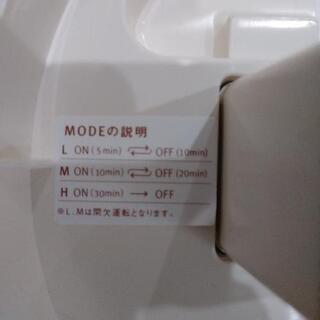 MODEの説明
L ON(5min) ⇄ OFF(10min)
M ON(10min) ⇄ OFF(20min)
H ON(30min) → OFF
※L.Mは間欠運転となります。